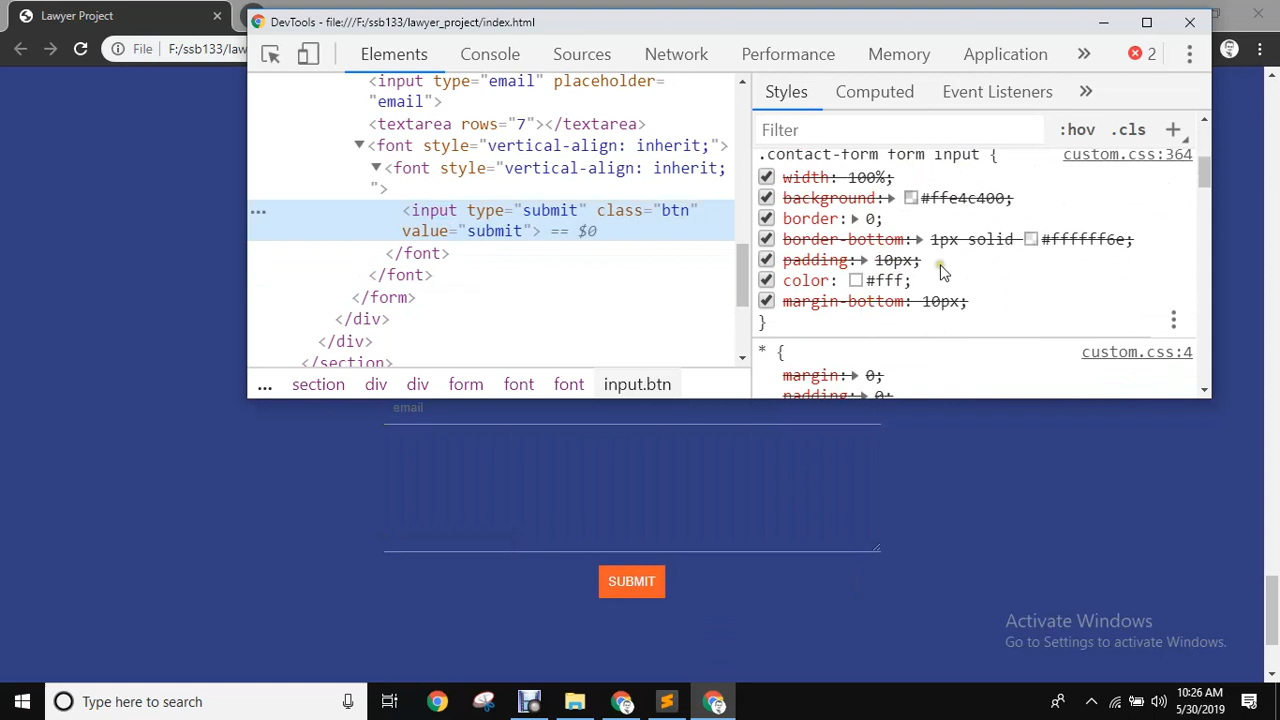 DevTools - file:///F:/ssb133/lawyer_project/index.html
Lawyer Project
File
F:/ssb133/law
Elements
Console
Sources
Network
Performance
Memory
Application
2
<input type="email" placeholder=
"email">
<textarea rows="7"></textarea>
<font style="vertical-align: inherit;">
<font style="vertical-align: inherit;
">
<input type="submit" class="btn"
value="submit"> == $0
</font>
</font>
</form>
</div>
</div>
</section>
... section div div form font font input.btn
Styles
Computed
Event Listeners
Filter
:hov .cls +
.contact-form form input { custom.css:364
width: 100%;
background: #ffe4c400;
border: 0;
border-bottom: 1px solid #ffffff6e;
padding: 10px;
color: #fff;
margin-bottom: 10px;
}
* { custom.css:4
margin: 0;
padding: 0;
email
SUBMIT
Activate Windows
Go to Settings to activate Windows.
Type here to search
10:26 AM
5/30/2019